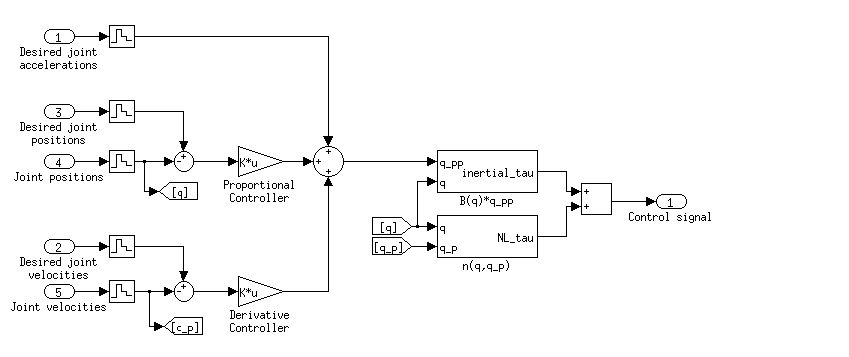 1
Desired joint
accelerations
3
Desired joint
positions
4
Joint positions
[q]
K*u
Proportional
Controller
2
Desired joint
velocities
5
Joint velocities
[c_p]
K*u
Derivative
Controller
q_pp
q
inertial_tau
B(q)*q_pp
[q]
[q_p]
q
q_p
NL_tau
n(q,q_p)
1
Control signal